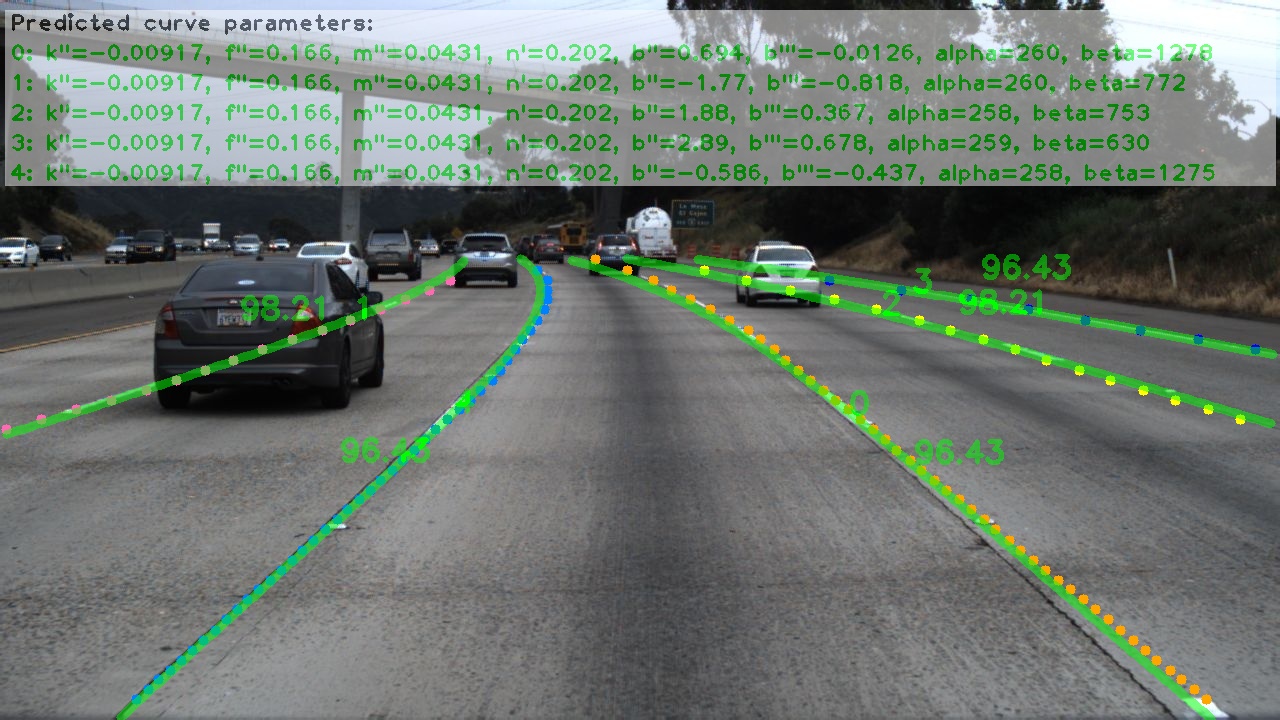 Predicted curve parameters:
0: k''=-0.00917, f''=0.166, m''=0.0431, n'=0.202, b''=0.694, b'''=-0.0126, alpha=260, beta=1278
1: k''=-0.00917, f''=0.166, m''=0.0431, n'=0.202, b''=-1.77, b'''=-0.818, alpha=260, beta=772
2: k''=-0.00917, f''=0.166, m''=0.0431, n'=0.202, b''=1.88, b'''=0.367, alpha=258, beta=753
3: k''=-0.00917, f''=0.166, m''=0.0431, n'=0.202, b''=2.89, b'''=0.678, alpha=259, beta=630
4: k''=-0.00917, f''=0.166, m''=0.0431, n'=0.202, b''=-0.586, b'''=-0.437, alpha=258, beta=1275
La Mesa
El Cajon
96.43
3
98.21
1
2
98.21
0
96.43
96.43